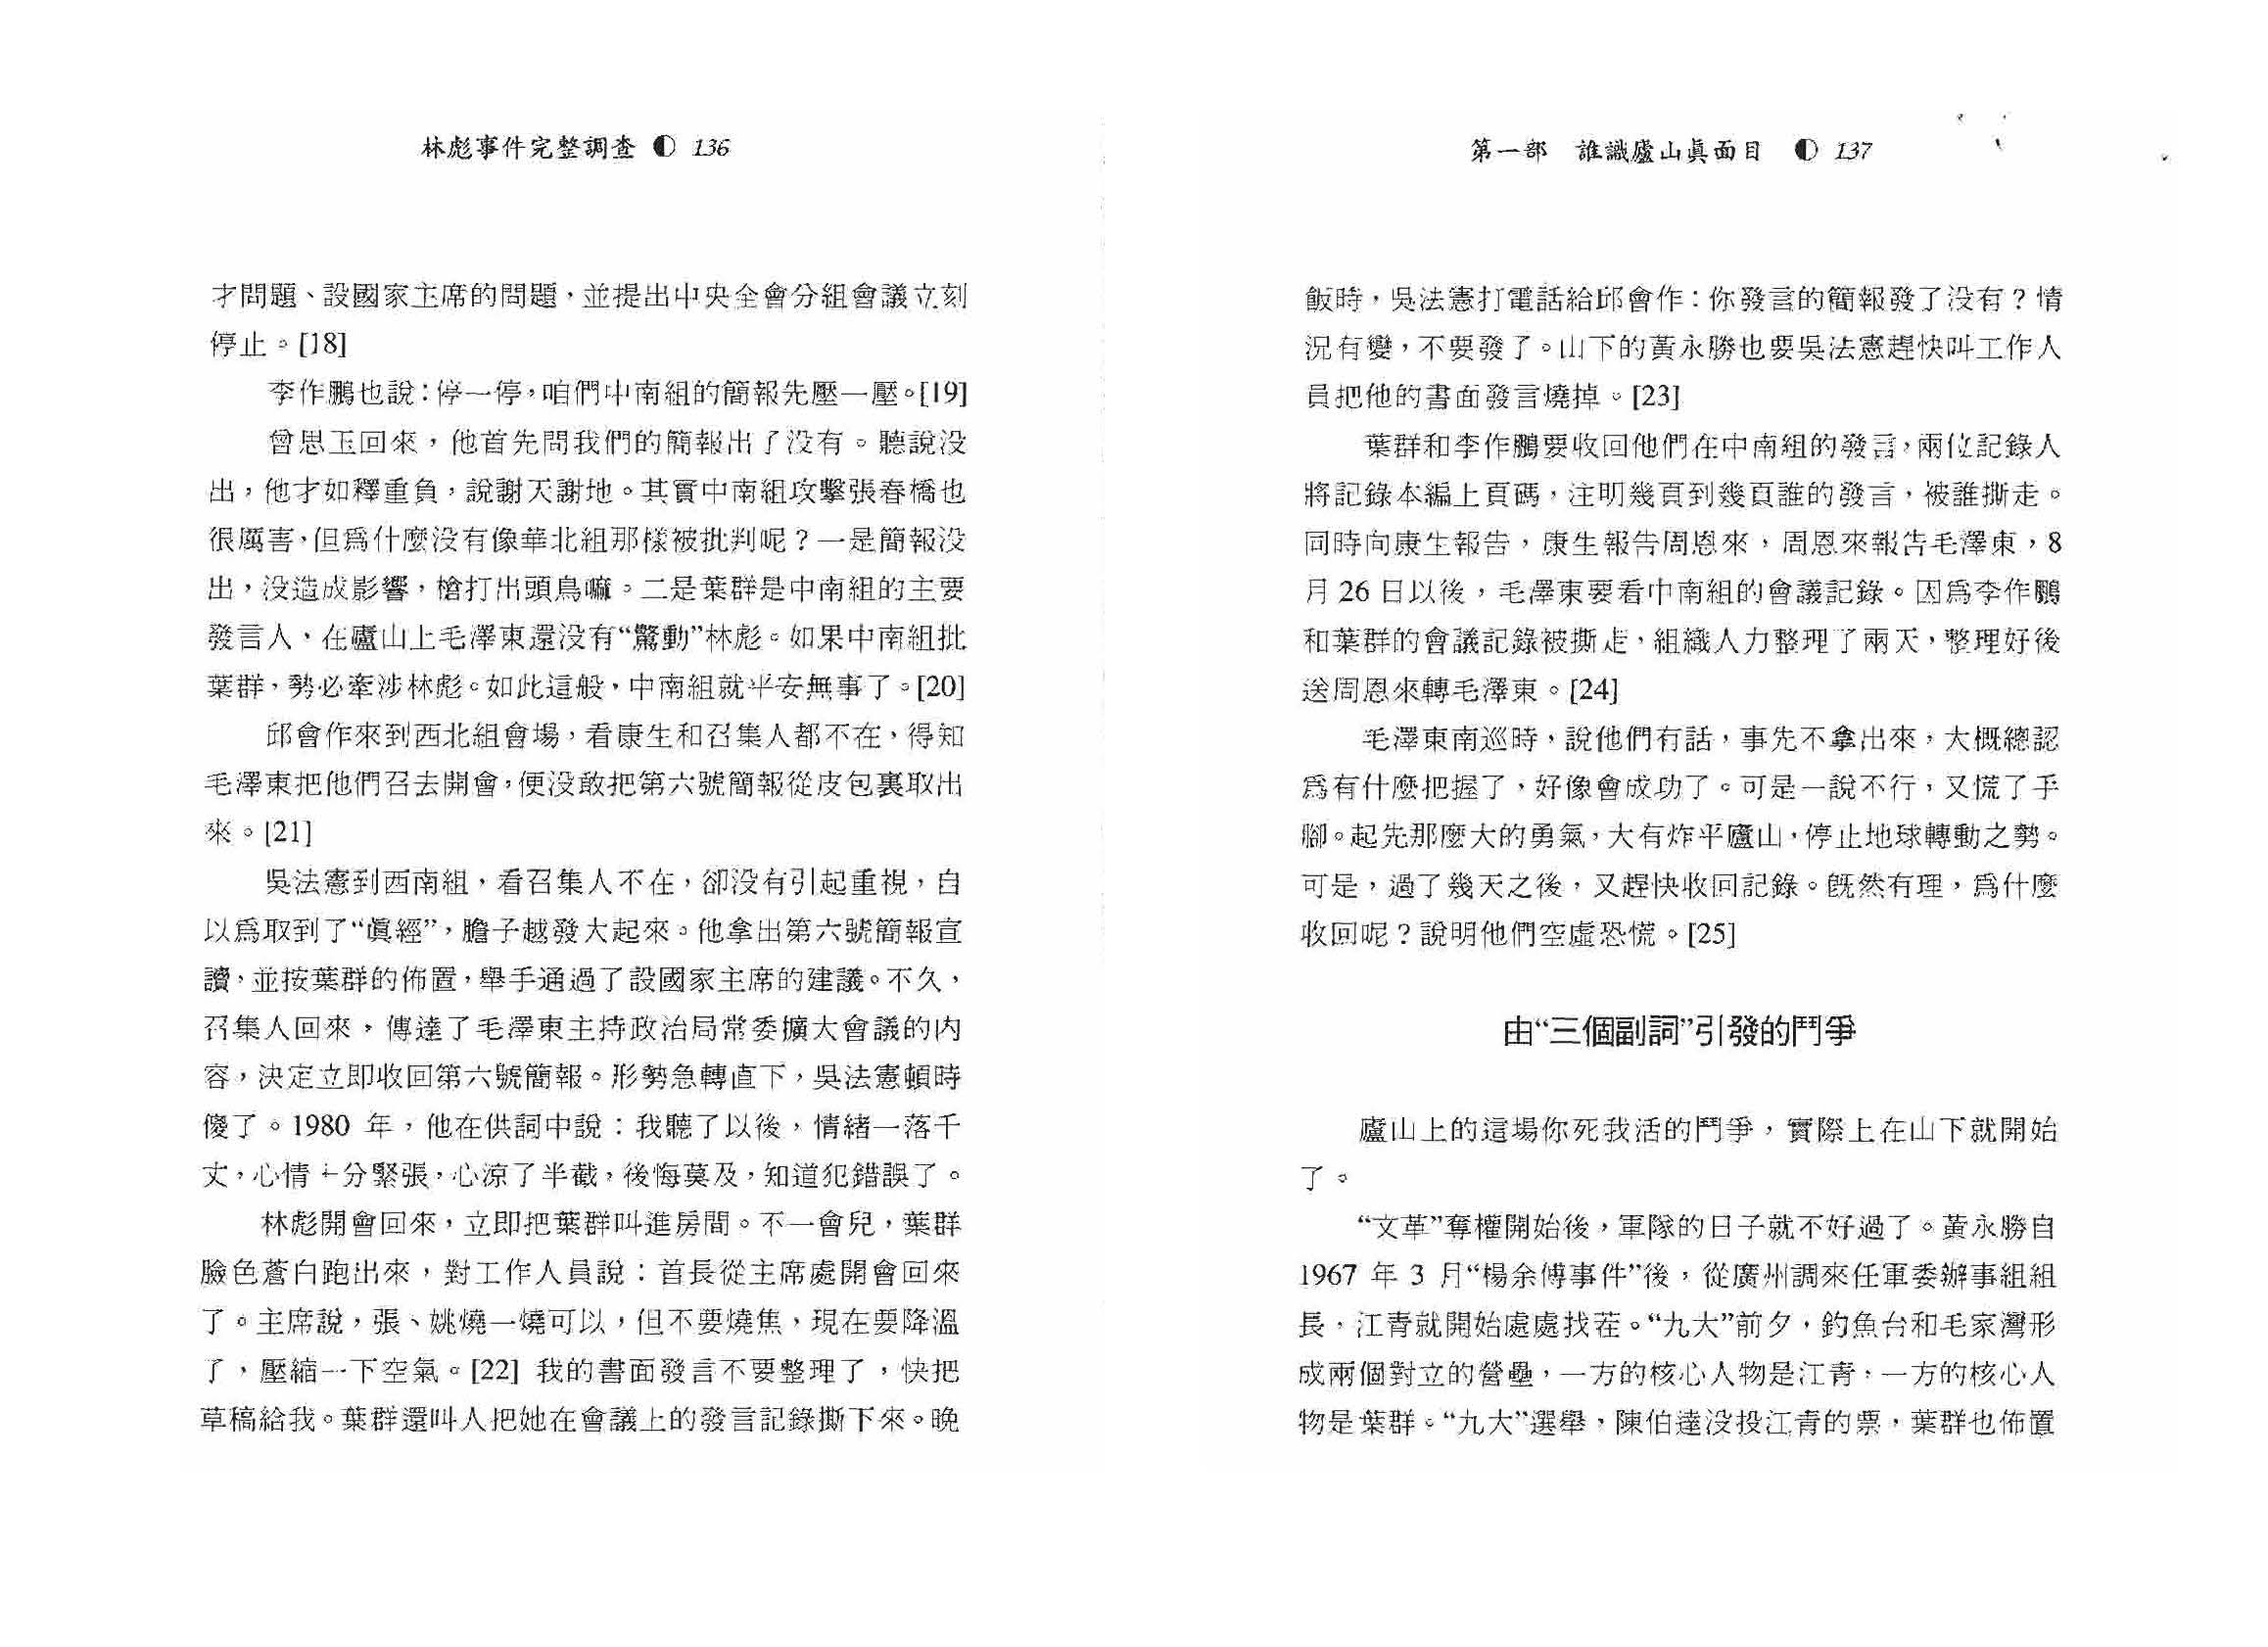 林彪事件完整調查 ◐ 136
才問題、設國家主席的問題，並提出中央全會分組會議立刻
停止。[18]
李作鵬也說：停一停，咱們中南組的簡報先壓一壓。[19]
曾思玉回來，他首先問我們的簡報出了没有。聽說没
出，他才如釋重負，說謝天謝地。其實中南組攻擊張春橋也
很厲害，但爲什麼没有像華北組那樣被批判呢？一是簡報没
出，没造成影響，槍打出頭鳥嘛。二是葉群是中南組的主要
發言人、在廬山上毛澤東還没有“驚動”林彪。如果中南組批
葉群，勢必牽涉林彪。如此這般，中南組就平安無事了。[20]
邱會作來到西北組會場，看康生和召集人都不在，得知
毛澤東把他們召去開會，便没敢把第六號簡報從皮包裏取出
來。[21]
吳法憲到西南組，看召集人不在，卻没有引起重視，自
以爲取到了“眞經”，膽子越發大起來。他拿出第六號簡報宣
讀，並按葉群的佈置，舉手通過了設國家主席的建議。不久，
召集人回來，傳達了毛澤東主持政治局常委擴大會議的内
容，決定立即收回第六號簡報。形勢急轉直下，吳法憲頓時
傻了。1980 年，他在供詞中說：我聽了以後，情緒一落千
丈，心情十分緊張，心涼了半截，後悔莫及，知道犯錯誤了。
林彪開會回來，立即把葉群叫進房間。不一會兒，葉群
臉色蒼白跑出來，對工作人員說：首長從主席處開會回來
了。主席說，張、姚燒一燒可以，但不要燒焦，現在要降溫
了，壓縮一下空氣。[22] 我的書面發言不要整理了，快把
草稿給我。葉群還叫人把她在會議上的發言記錄撕下來。晚
第一部 誰識廬山眞面目 ◐ 137
飯時，吳法憲打電話給邱會作：你發言的簡報發了没有？情
況有變，不要發了。山下的黃永勝也要吳法憲趕快叫工作人
員把他的書面發言燒掉。[23]
葉群和李作鵬要收回他們在中南組的發言，兩位記錄人
將記錄本編上頁碼，注明幾頁到幾頁誰的發言，被誰撕走。
同時向康生報告，康生報告周恩來，周恩來報告毛澤東，8
月 26 日以後，毛澤東要看中南組的會議記錄。因爲李作鵬
和葉群的會議記錄被撕走，組織人力整理了兩天，整理好後
送周恩來轉毛澤東。[24]
毛澤東南巡時，說他們有話，事先不拿出來，大概總認
爲有什麼把握了，好像會成功了。可是一說不行，又慌了手
腳。起先那麼大的勇氣，大有炸平廬山，停止地球轉動之勢。
可是，過了幾天之後，又趕快收回記錄。旣然有理，爲什麼
收回呢？說明他們空虛恐慌。[25]
由“三個副詞”引發的鬥爭
廬山上的這場你死我活的鬥爭，實際上在山下就開始
了。
“文革”奪權開始後，軍隊的日子就不好過了。黃永勝自
1967 年 3 月“楊余傅事件”後，從廣州調來任軍委辦事組組
長，江青就開始處處找茬。“九大”前夕，釣魚台和毛家灣形
成兩個對立的營壘，一方的核心人物是江青，一方的核心人
物是葉群。“九大”選舉，陳伯達没投江青的票，葉群也佈置